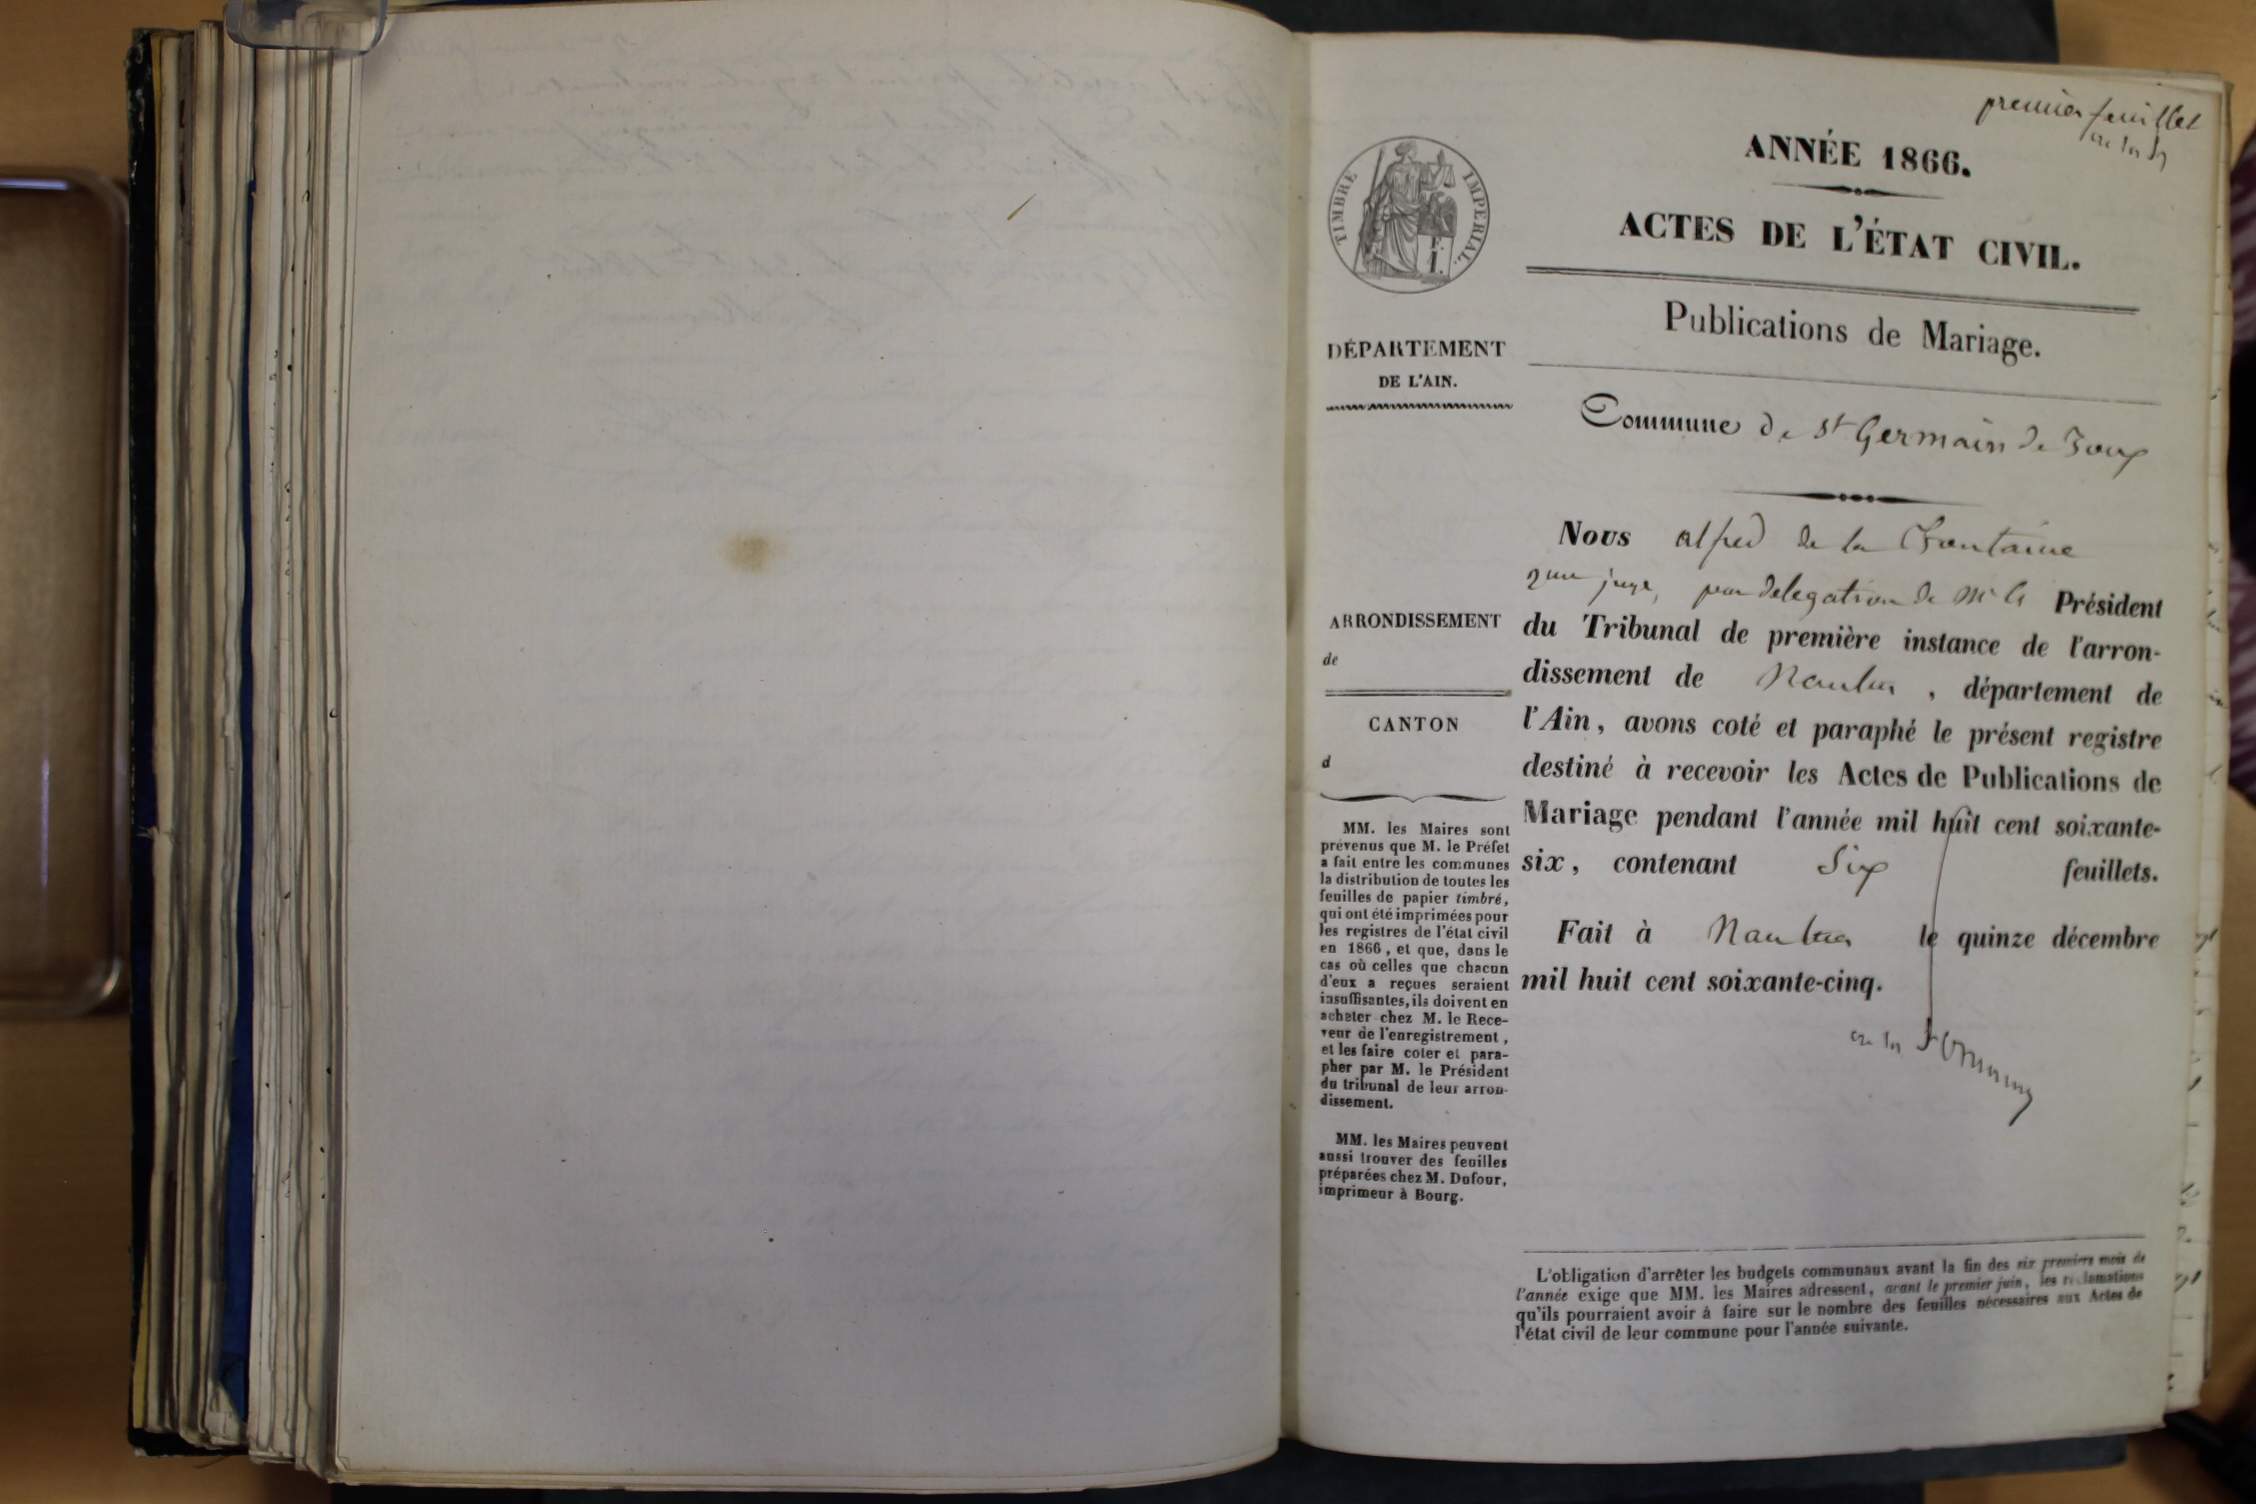 premier feuillet
ANNÉE 1866.
ACTES DE L'ÉTAT CIVIL.
Publications de Mariage.
TIMBRE IMPÉRIAL.
DÉPARTEMENT
DE L'AIN.
Commune de St Germain de Joux
Nous alfred de la
juge, par delegation de Mr le Président
du Tribunal de première instance de l'arron-
dissement de Nantua, département de
l'Ain, avons coté et paraphé le présent registre
destiné à recevoir les Actes de Publications de
Mariage pendant l'année mil huit cent soixante-
six, contenant Six feuillets.
Fait à Nantua le quinze décembre
mil huit cent soixante-cinq.
ARRONDISSEMENT
de
CANTON
d
MM. les Maires sont
prévenus que M. le Préfet
a fait entre les communes
la distribution de toutes les
feuilles de papier timbré,
qui ont été imprimées pour
les registres de l'état civil
en 1866, et que, dans le
cas où celles que chacun
d'eux a reçues seraient
insuffisantes, ils doivent en
acheter chez M. le Rece-
veur de l'enregistrement,
et les faire coter et para-
pher par M. le Président
du tribunal de leur arron-
dissement.
MM. les Maires peuvent
aussi trouver des feuilles
préparées chez M. Dufour,
imprimeur à Bourg.
L'obligation d'arrêter les budgets communaux avant la fin des six premiers mois de
l'année exige que MM. les Maires adressent, avant le premier juin, les réclamations
qu'ils pourraient avoir à faire sur le nombre des feuilles nécessaires aux Actes de
l'état civil de leur commune pour l'année suivante.